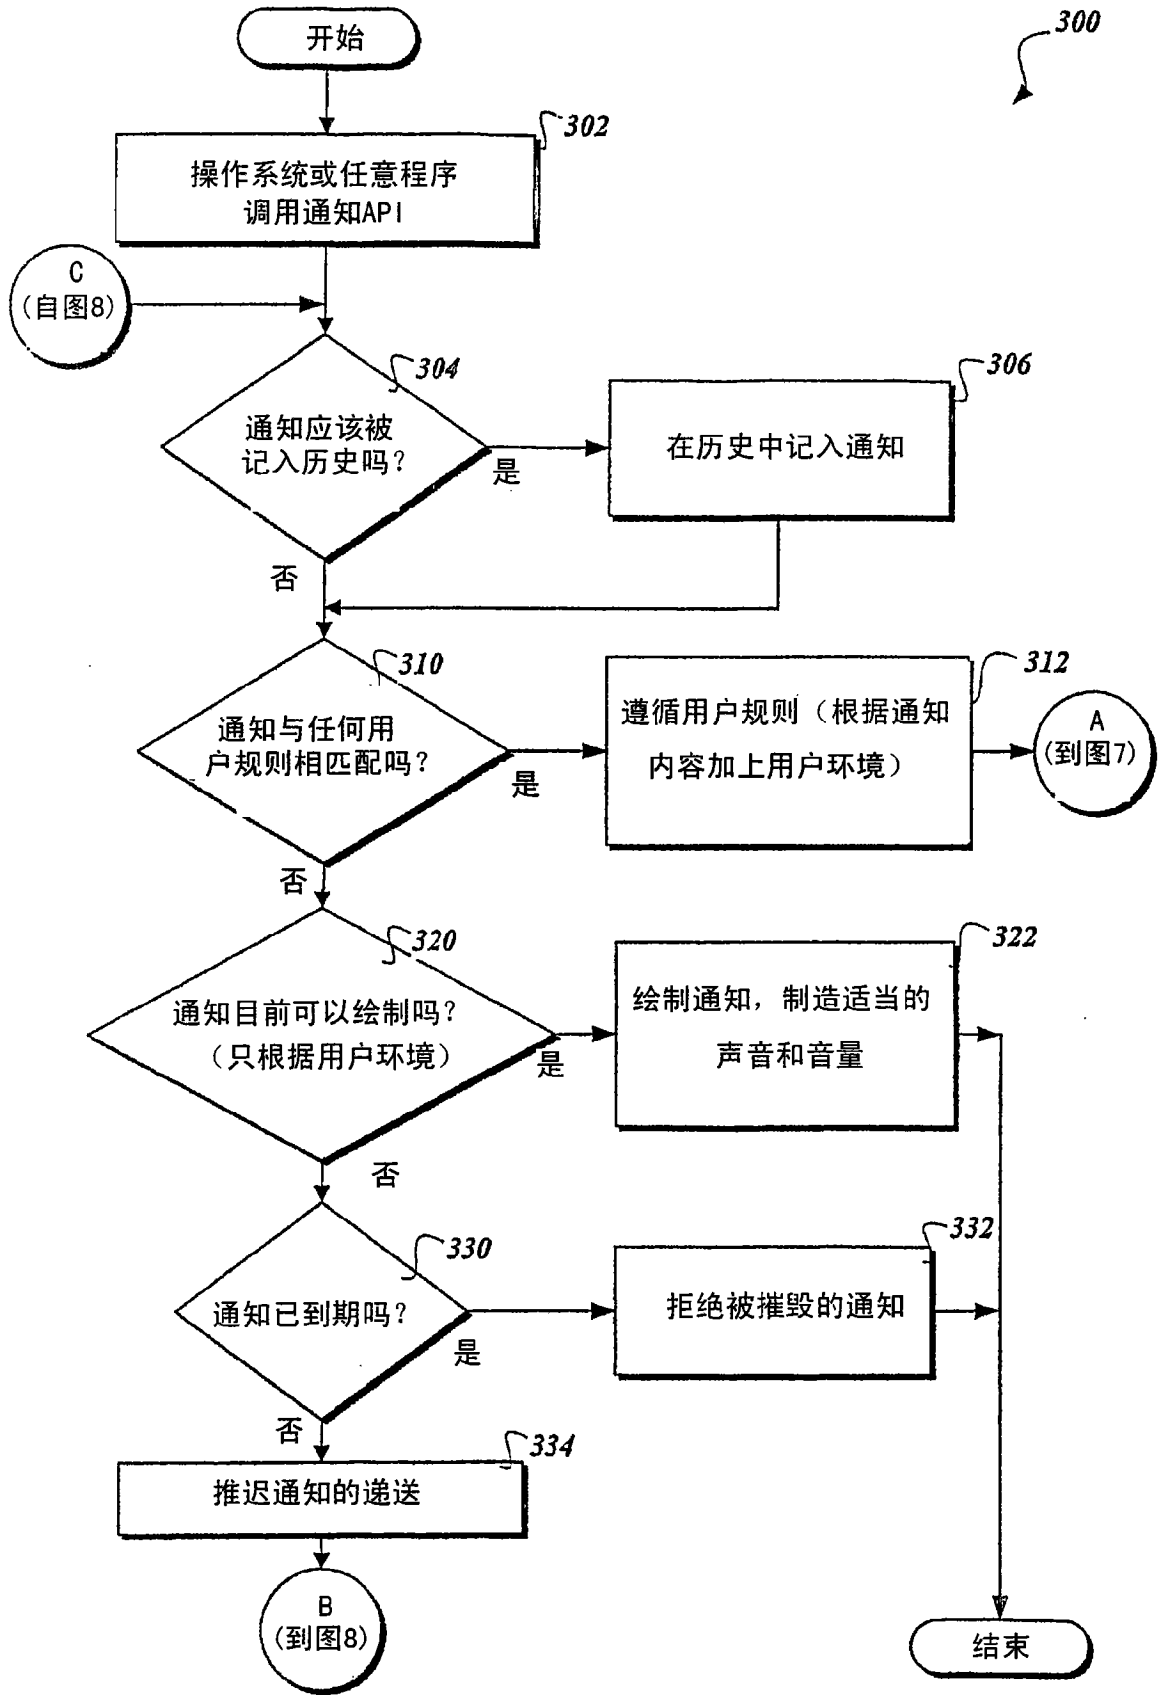 开始
300
302
操作系统或任意程序
调用通知API
C
(自图8)
304
通知应该被
记入历史吗?
是
306
在历史中记入通知
否
310
通知与任何用
户规则相匹配吗?
是
312
遵循用户规则(根据通知
内容加上用户环境)
A
(到图7)
否
320
通知目前可以绘制吗?
(只根据用户环境)
是
322
绘制通知,制造适当的
声音和音量
否
330
通知已到期吗?
是
332
拒绝被摧毁的通知
否
334
推迟通知的递送
B
(到图8)
结束